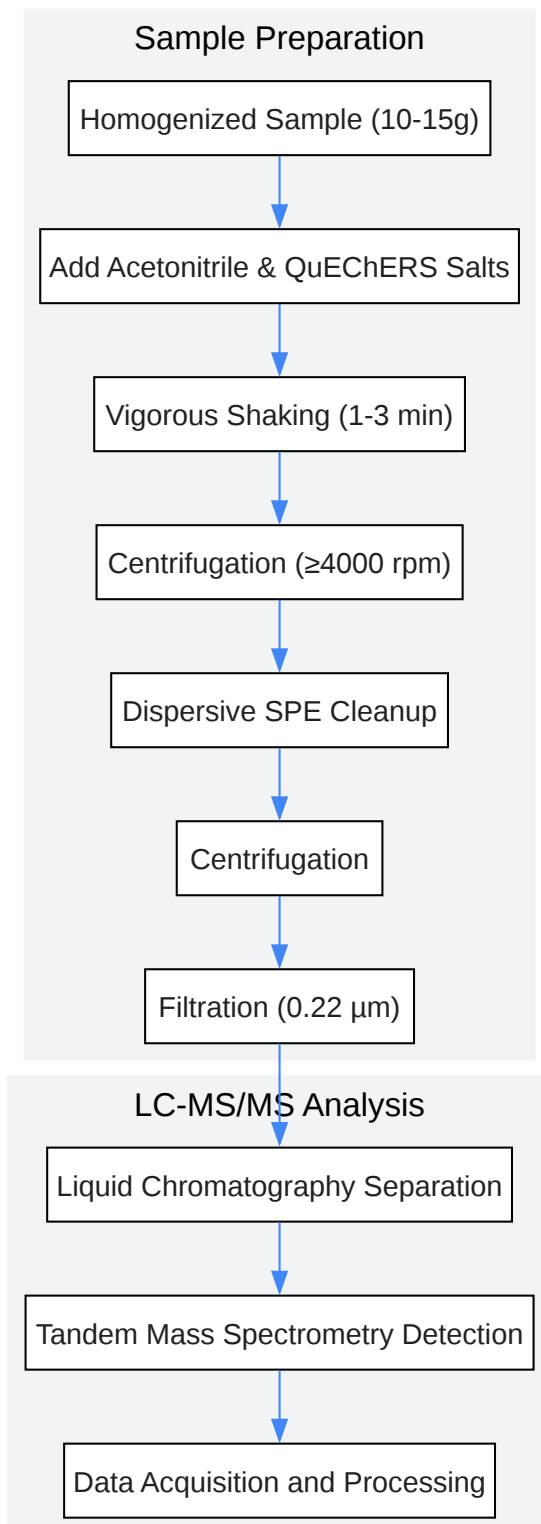 Sample Preparation
Homogenized Sample (10-15g)
Add Acetonitrile & QuEChERS Salts
Vigorous Shaking (1-3 min)
Centrifugation (≥4000 rpm)
Dispersive SPE Cleanup
Centrifugation
Filtration (0.22 µm)
LC-MS/MS Analysis
Liquid Chromatography Separation
Tandem Mass Spectrometry Detection
Data Acquisition and Processing